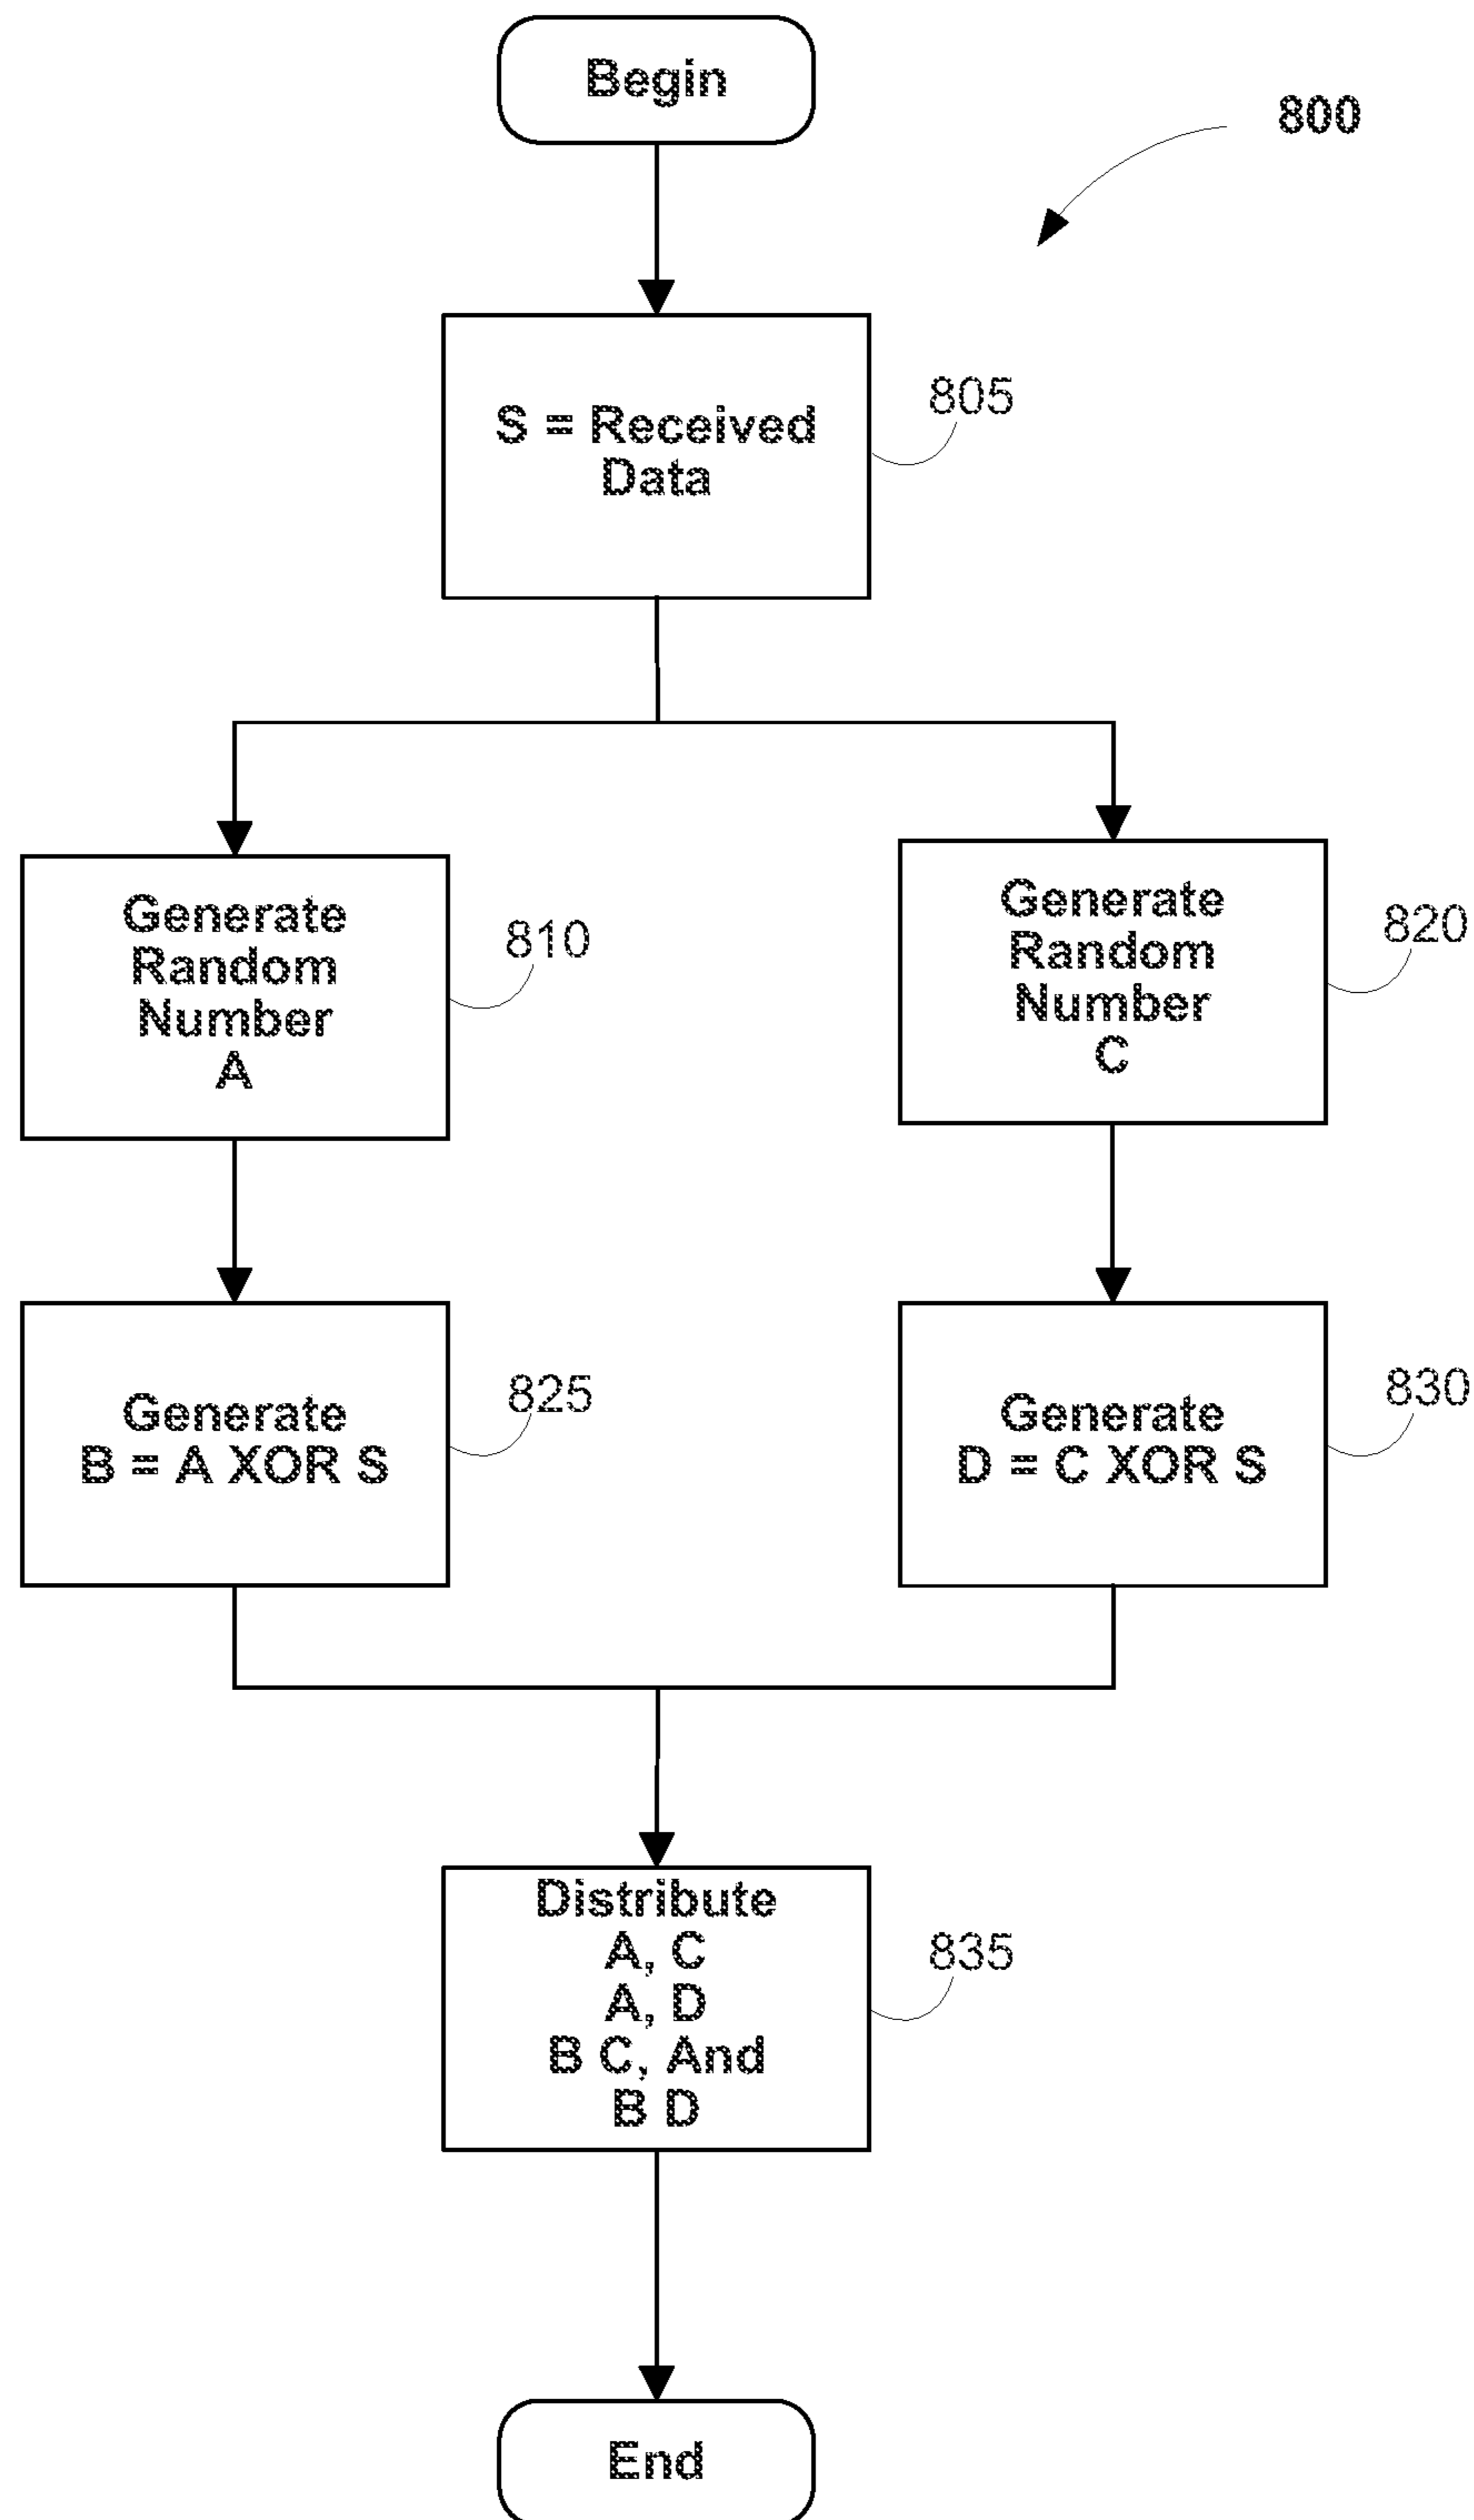 Begin
800
S = Received
Data
805
Generate
Random
Number
A
810
Generate
Random
Number
C
820
Generate
B = A XOR S
825
Generate
D = C XOR S
830
Distribute
A, C
A, D
B C, And
B D
835
End